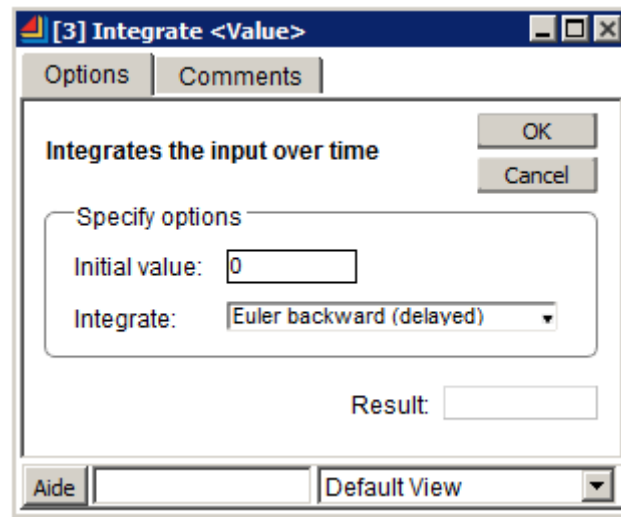 [3] Integrate <Value>
Options Comments
OK
Integrates the input over time
Cancel
Specify options
Initial value: 0
Integrate: Euler backward (delayed)
Result:
Aide Default View